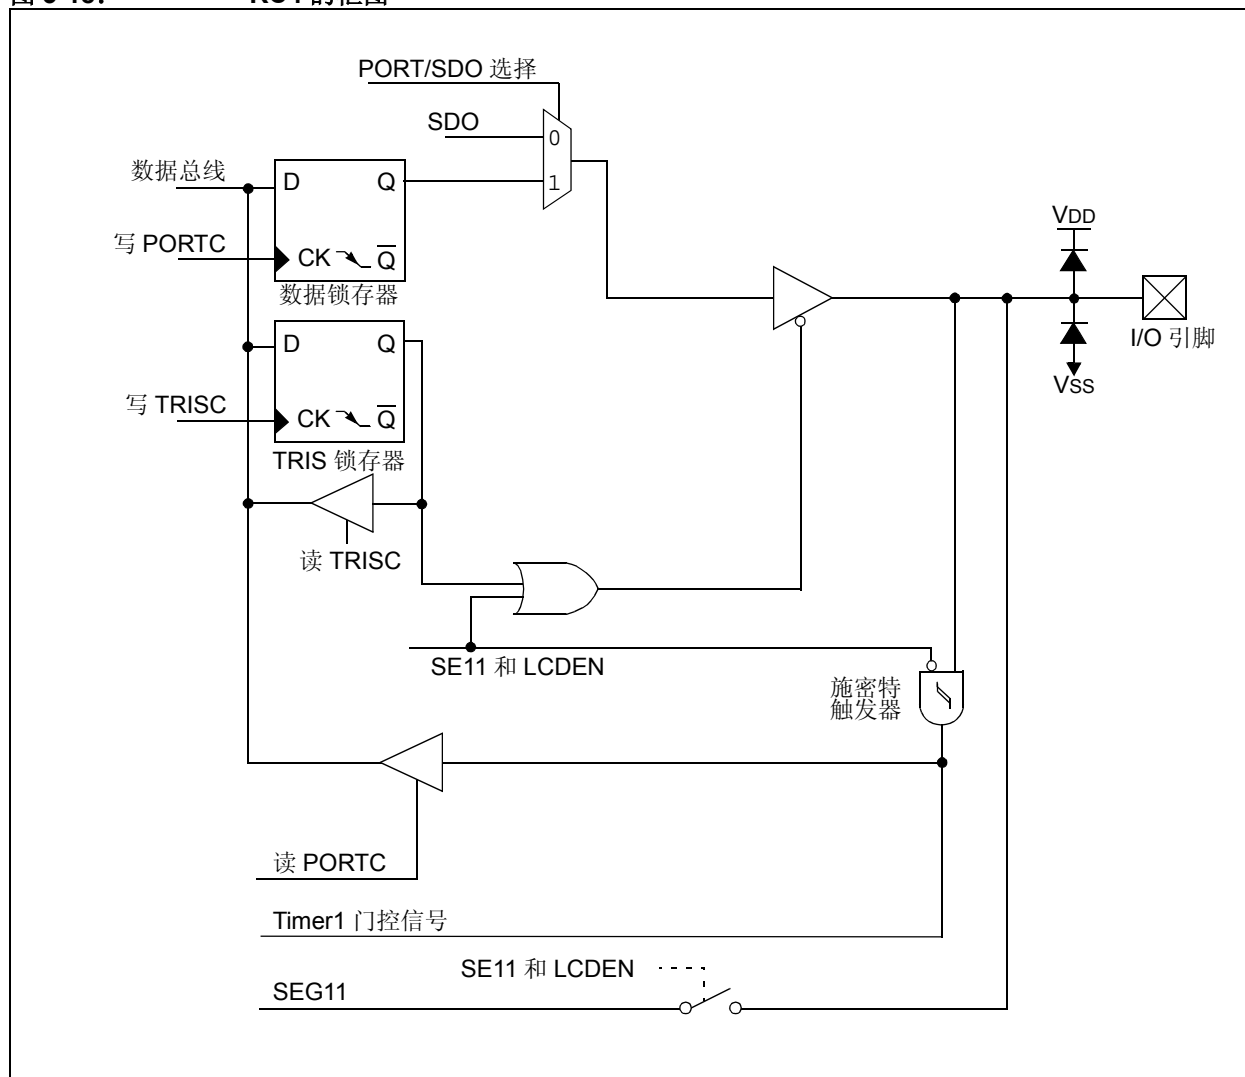 PORT/SDO 选择
SDO
0
数据总线
D
Q
1
写 PORTC
CK
Q
数据锁存器
VDD
I/O 引脚
VSS
D
Q
写 TRISC
CK
Q
TRIS 锁存器
读 TRISC
SE11 和 LCDEN
施密特
触发器
读 PORTC
Timer1 门控信号
SE11 和 LCDEN
SEG11